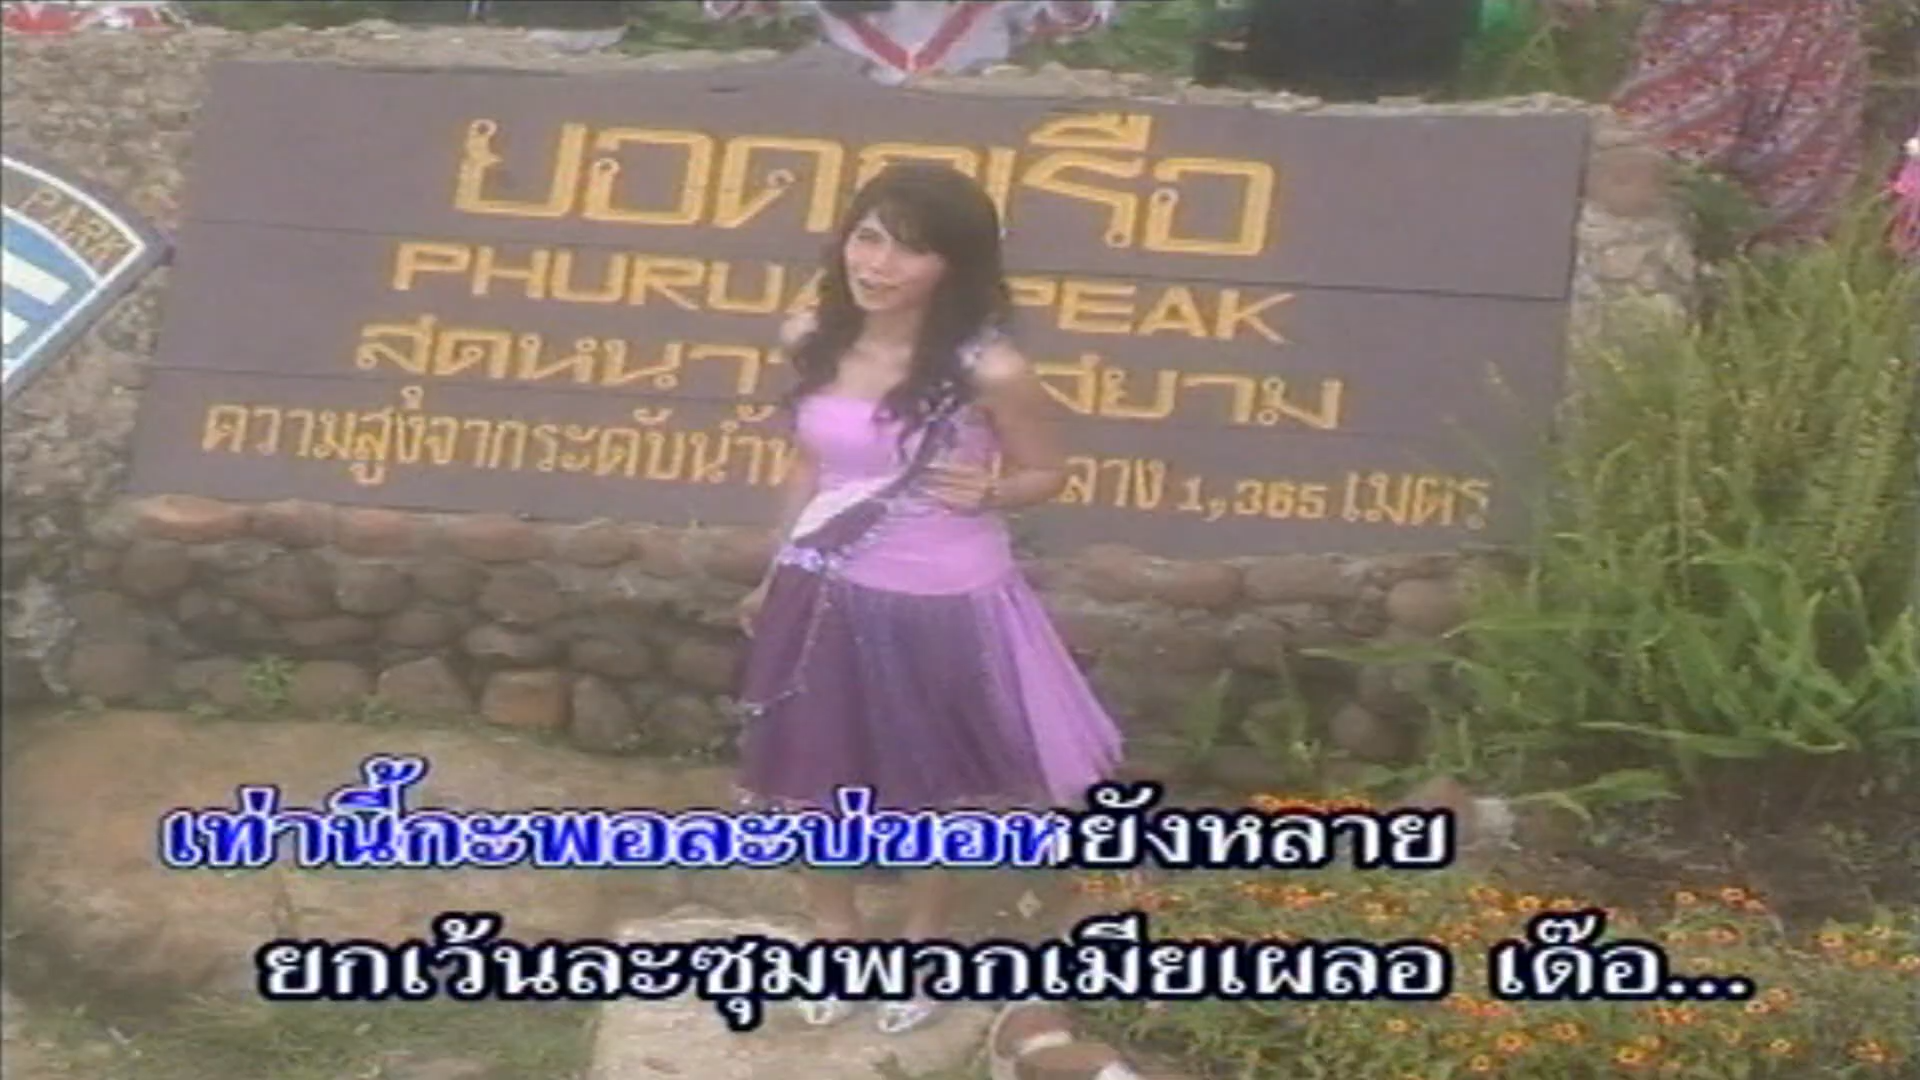 PARK
ยอดภูเรือ
PHURUA PEAK
สุดหนาว สยาม
ความสูงจากระดับน้ำ ลาง 1,365 เมตร
เท่านี้กะพอละบ่ขอหยังหลาย
ยกเว้นละซุมพวกเมียเผลอ เด๊อ...